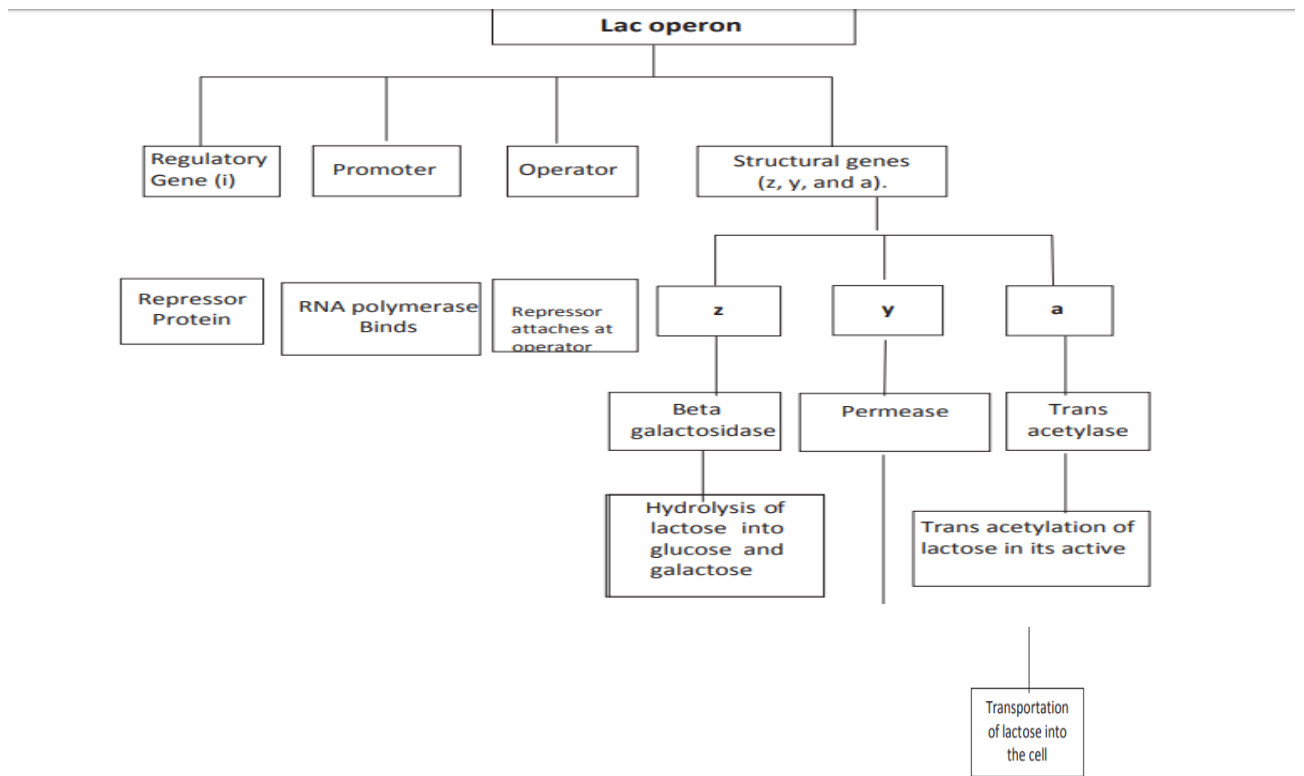 Lac operon
Regulatory
Gene (i)
Promoter
Operator
Structural genes
(z, y, and a).
Repressor
Protein
RNA polymerase
Binds
Repressor
attaches at
operator
z
y
a
Beta
galactosidase
Permease
Trans
acetylase
Hydrolysis of
lactose into
glucose and
galactose
Trans acetylation of
lactose in its active
Transportation
of lactose into
the cell